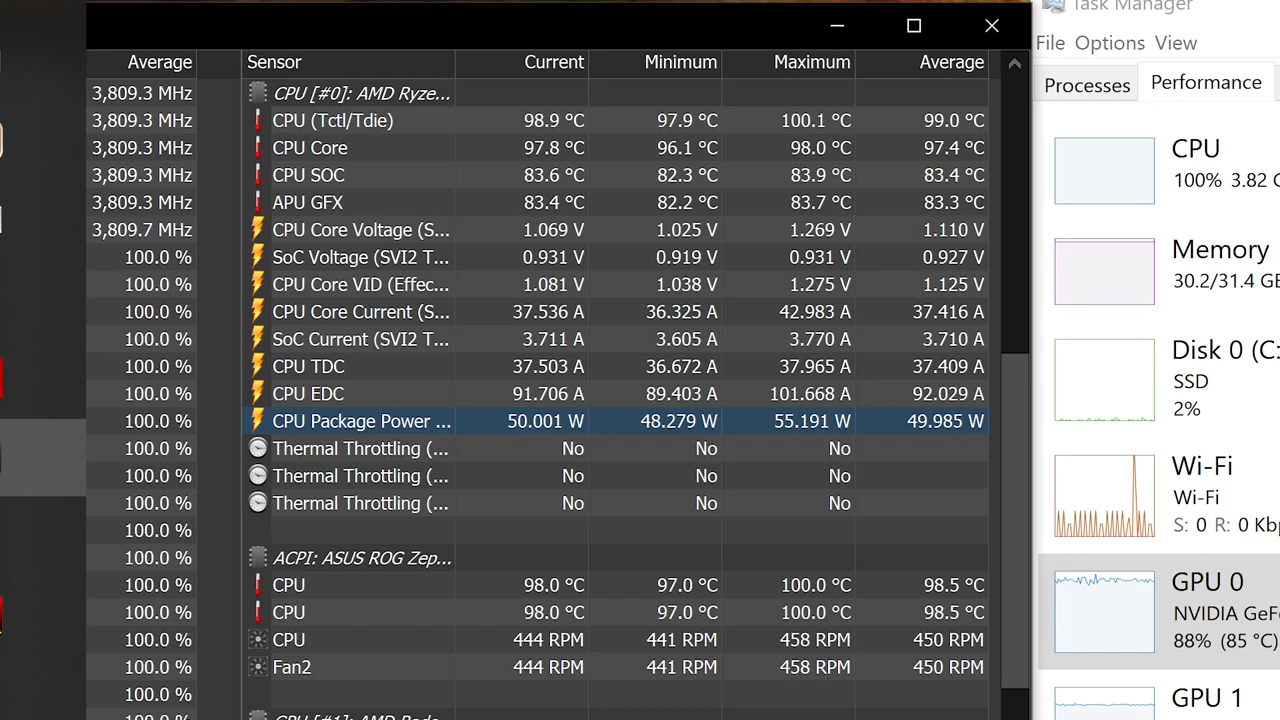 Task Manager
File Options View
Processes Performance
Average Sensor Current Minimum Maximum Average
3,809.3 MHz CPU [#0]: AMD Ryze...
3,809.3 MHz CPU (Tctl/Tdie) 98.9 °C 97.9 °C 100.1 °C 99.0 °C
3,809.3 MHz CPU Core 97.8 °C 96.1 °C 98.0 °C 97.4 °C
3,809.3 MHz CPU SOC 83.6 °C 82.3 °C 83.9 °C 83.4 °C
3,809.3 MHz APU GFX 83.4 °C 82.2 °C 83.7 °C 83.3 °C
3,809.7 MHz CPU Core Voltage (S... 1.069 V 1.025 V 1.269 V 1.110 V
100.0 % SoC Voltage (SVI2 T... 0.931 V 0.919 V 0.931 V 0.927 V
100.0 % CPU Core VID (Effec... 1.081 V 1.038 V 1.275 V 1.125 V
100.0 % CPU Core Current (S... 37.536 A 36.325 A 42.983 A 37.416 A
100.0 % SoC Current (SVI2 T... 3.711 A 3.605 A 3.770 A 3.710 A
100.0 % CPU TDC 37.503 A 36.672 A 37.965 A 37.409 A
100.0 % CPU EDC 91.706 A 89.403 A 101.668 A 92.029 A
100.0 % CPU Package Power ... 50.001 W 48.279 W 55.191 W 49.985 W
100.0 % Thermal Throttling (... No No No
100.0 % Thermal Throttling (... No No No
100.0 % Thermal Throttling (... No No No
100.0 %
100.0 % ACPI: ASUS ROG Zep...
100.0 % CPU 98.0 °C 97.0 °C 100.0 °C 98.5 °C
100.0 % CPU 98.0 °C 97.0 °C 100.0 °C 98.5 °C
100.0 % CPU 444 RPM 441 RPM 458 RPM 450 RPM
100.0 % Fan2 444 RPM 441 RPM 458 RPM 450 RPM
100.0 %
CPU
100% 3.82
Memory
30.2/31.4 GB
Disk 0 (C:
SSD
2%
Wi-Fi
Wi-Fi
S: 0 R: 0 Kbp
GPU 0
NVIDIA GeF
88% (85 °C)
GPU 1